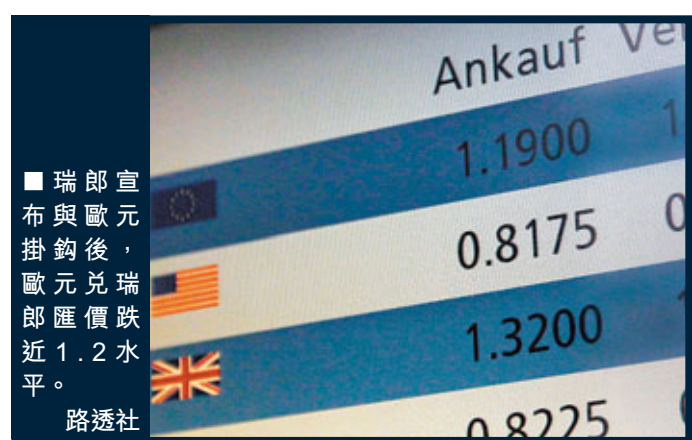 ■瑞郎宣
布與歐元
掛鈎後，
歐元兌瑞
郎匯價跌
近1.2水
平。
路透社
Ankauf
1.1900
0.8175
1.3200
0.8225